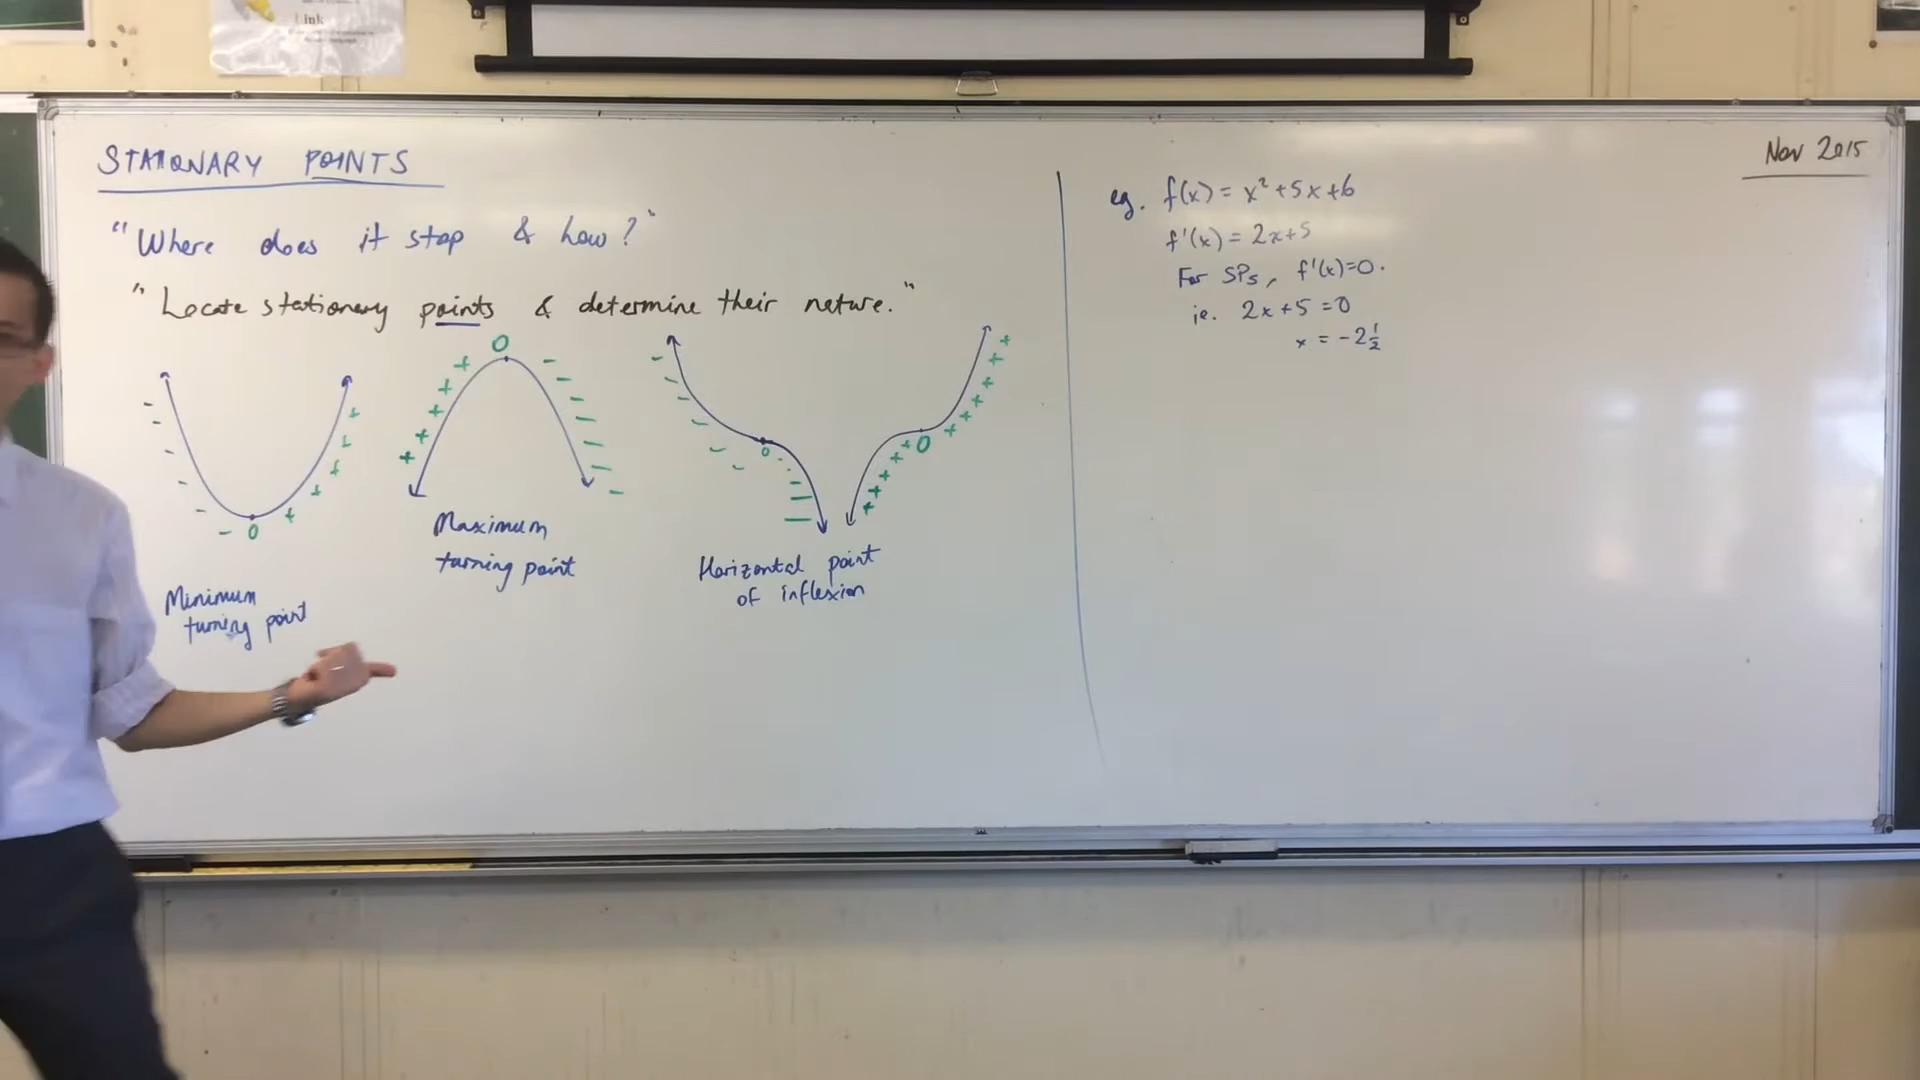 Link
STATIONARY POINTS
"Where does it stop & how?"
"Locate stationary points & determine their nature."
Minimum
turning point
Maximum
turning point
Horizontal point
of inflexion
eg. f(x) = x² + 5x + 6
f'(x) = 2x + 5
For SPs, f'(x) = 0.
ie. 2x + 5 = 0
x = -2½
Nov 2015